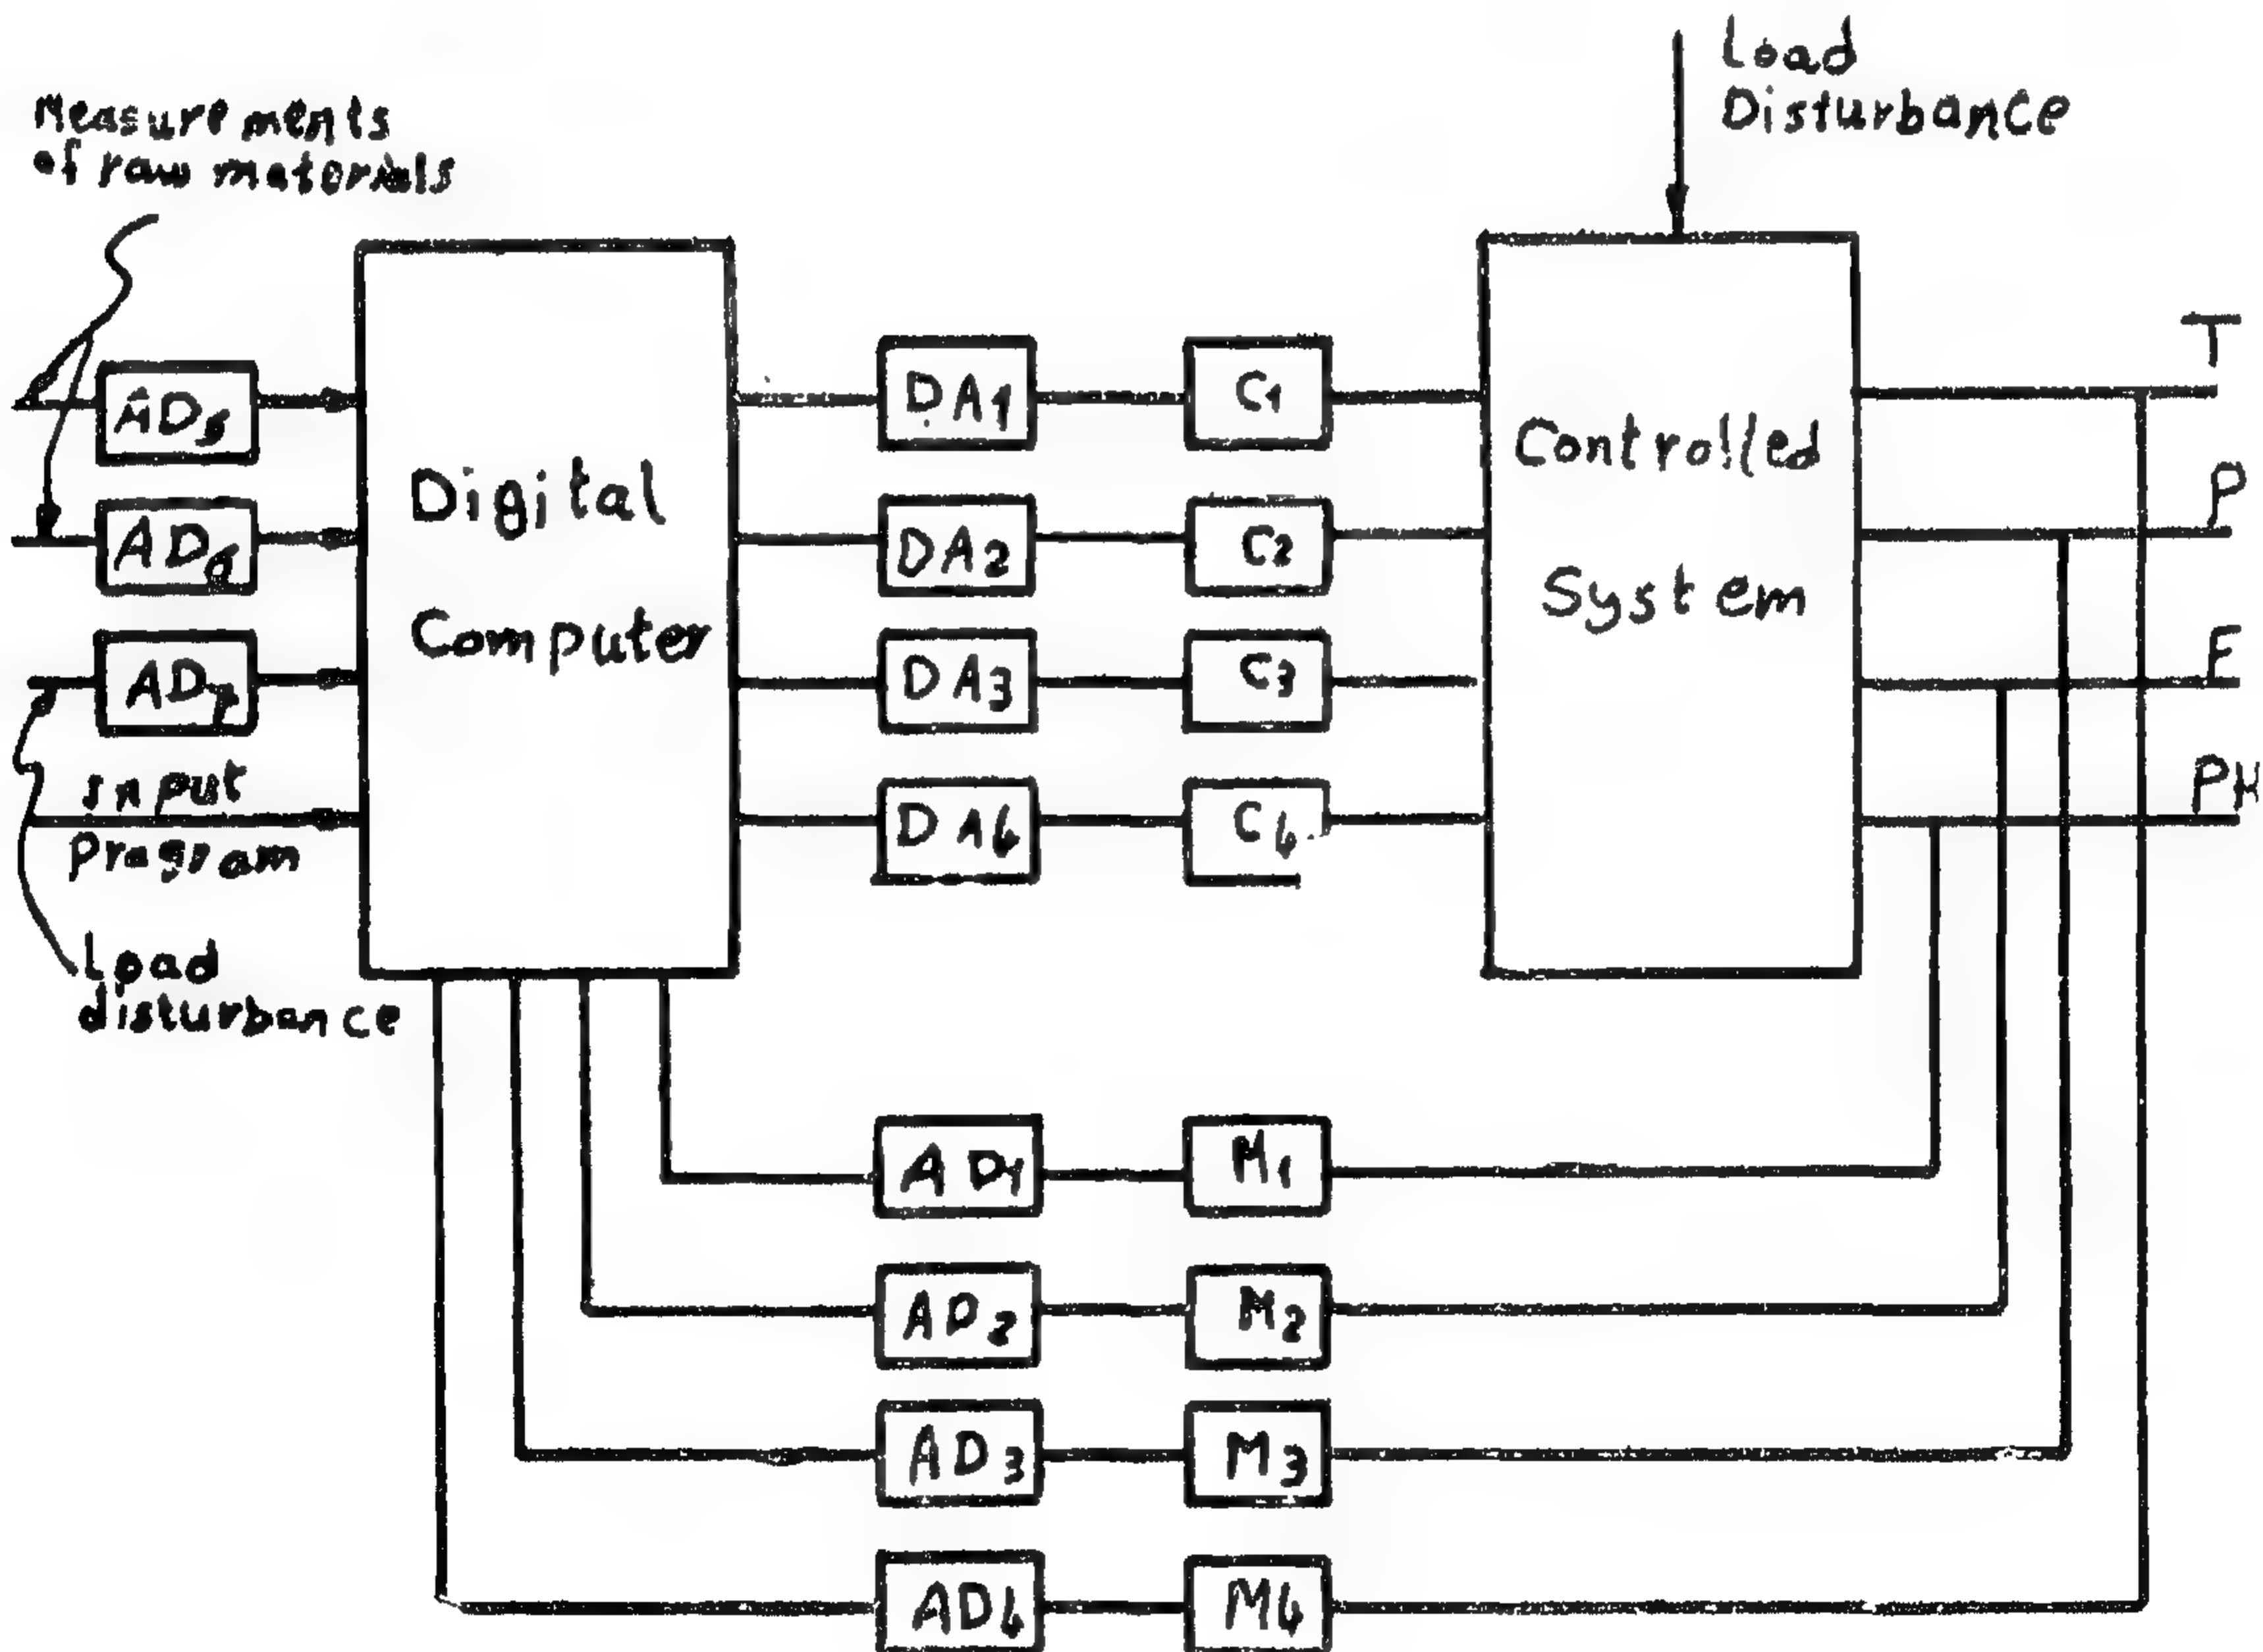 Load
Disturbance
Measurements
of raw materials
T
AD5
DA1
C1
Controlled
P
Digital
AD6
DA2
C2
System
Computer
F
AD7
DA3
C3
Input
PH
Program
DA4
C4
Load
disturbance
AD1
M1
AD2
M2
AD3
M3
AD4
M4